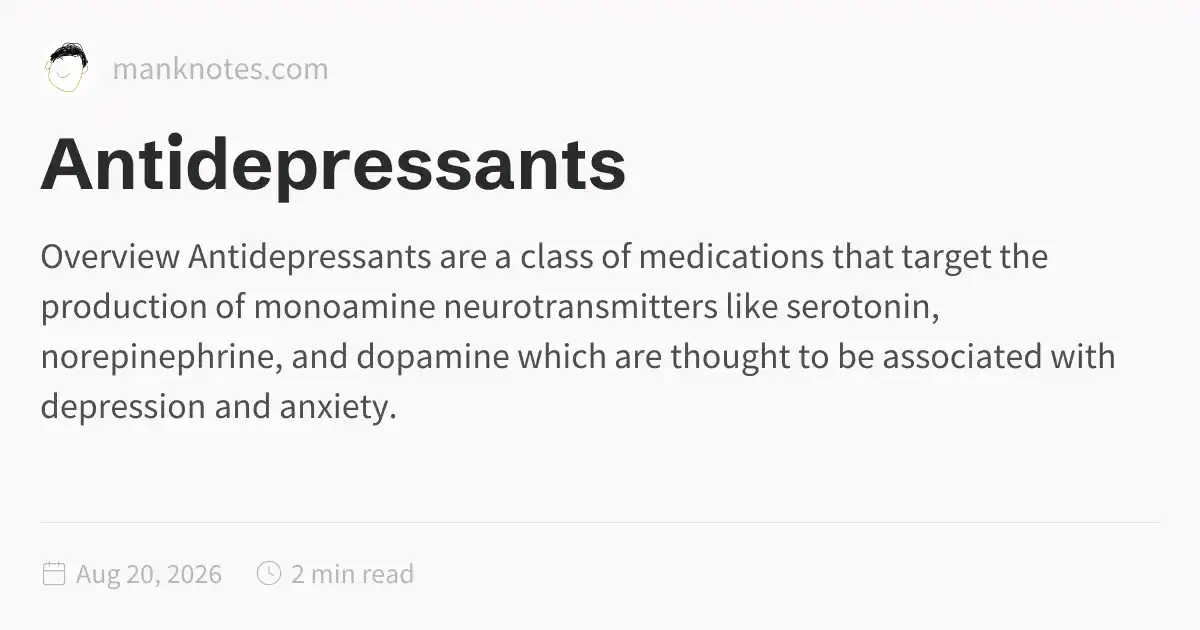 manknotes.com
Antidepressants
Overview Antidepressants are a class of medications that target the
production of monoamine neurotransmitters like serotonin,
norepinephrine, and dopamine which are thought to be associated with
depression and anxiety.
Aug 20, 2026 2 min read